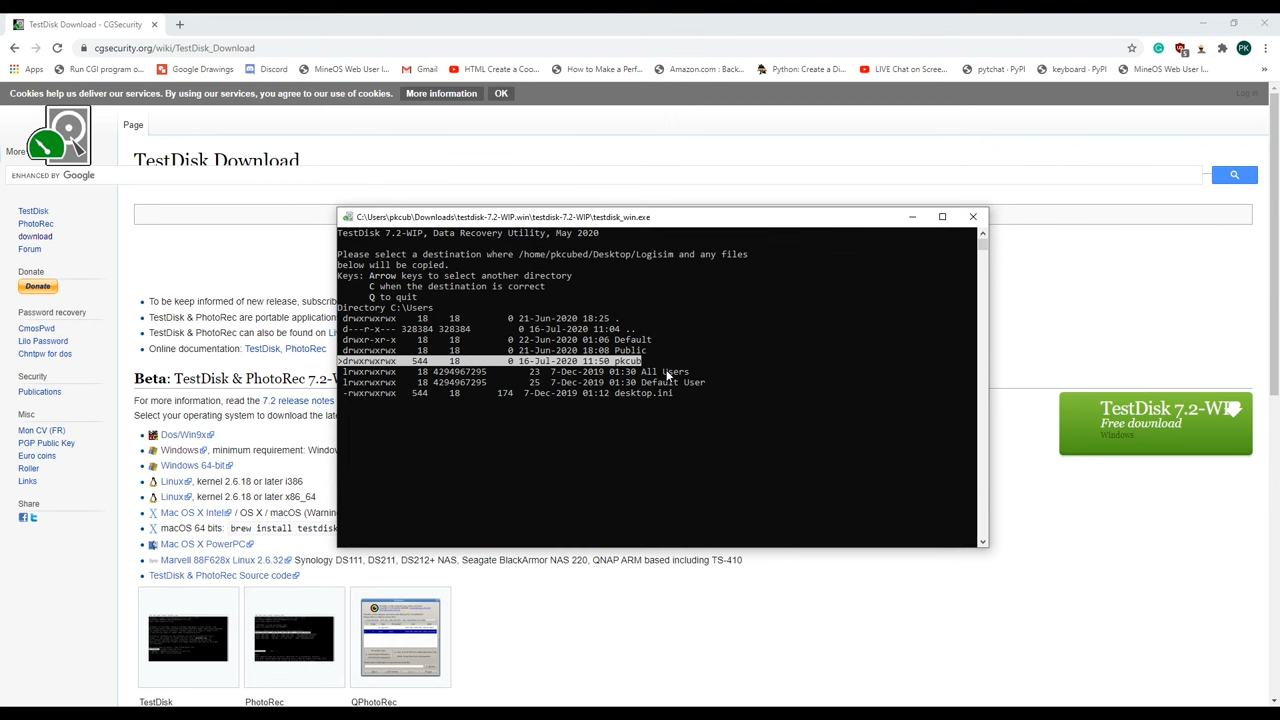 TestDisk Download - CGSecurity
cgsecurity.org/wiki/TestDisk_Download
PK
Apps Run CGI program o... Google Drawings Discord MineOS Web User I... Gmail HTML Create a Coo... How to Make a Perf... Amazon.com : Back... Python: Create a Di... LIVE Chat on Scree... pytchat · PyPI keyboard · PyPI MineOS Web User I... »
Cookies help us deliver our services. By using our services, you agree to our use of cookies. More information OK
Log in
Page
More
TestDisk Download
ENHANCED BY Google
TestDisk
PhotoRec
download
Forum
Donate
Donate
Password recovery
CmosPwd
Lilo Password
Chntpw for dos
Security
Publications
Misc
Mon CV (FR)
PGP Public Key
Euro coins
Roller
Links
Share
To be keep informed of new release, subscrib
TestDisk & PhotoRec are portable application
TestDisk & PhotoRec can also be found on Li
Online documentation: TestDisk, PhotoRec
Beta: TestDisk & PhotoRec 7.2-W
For more information, read the 7.2 release notes
Select your operating system to download the late
Dos/Win9x
Windows, minimum requirement: Window
Windows 64-bit
Linux, kernel 2.6.18 or later i386
Linux, kernel 2.6.18 or later x86_64
Mac OS X Intel / OS X / macOS (Warnin
macOS 64 bits: brew install testdisk
Mac OS X PowerPC
Marvell 88F628x Linux 2.6.32 Synology DS111, DS211, DS212+ NAS, Seagate BlackArmor NAS 220, QNAP ARM based including TS-410
TestDisk & PhotoRec Source code
TestDisk PhotoRec QPhotoRec
C:\Users\pkcub\Downloads\testdisk-7.2-WIP.win\testdisk-7.2-WIP\testdisk_win.exe
TestDisk 7.2-WIP, Data Recovery Utility, May 2020
Please select a destination where /home/pkcubed/Desktop/Logisim and any files
below will be copied.
Keys: Arrow keys to select another directory
C when the destination is correct
Q to quit
Directory C:\Users
drwxrwxrwx 18 18 0 21-Jun-2020 18:25 .
d---r-x--- 328384 328384 0 16-Jul-2020 11:04 ..
drwxr-xr-x 18 18 0 22-Jun-2020 01:06 Default
drwxrwxrwx 18 18 0 21-Jun-2020 18:08 Public
>drwxrwxrwx 544 18 0 16-Jul-2020 11:50 pkcub
lrwxrwxrwx 18 4294967295 23 7-Dec-2019 01:30 All Users
lrwxrwxrwx 18 4294967295 25 7-Dec-2019 01:30 Default User
-rwxrwxrwx 544 18 174 7-Dec-2019 01:12 desktop.ini
TestDisk 7.2-WIP
Free download
Windows